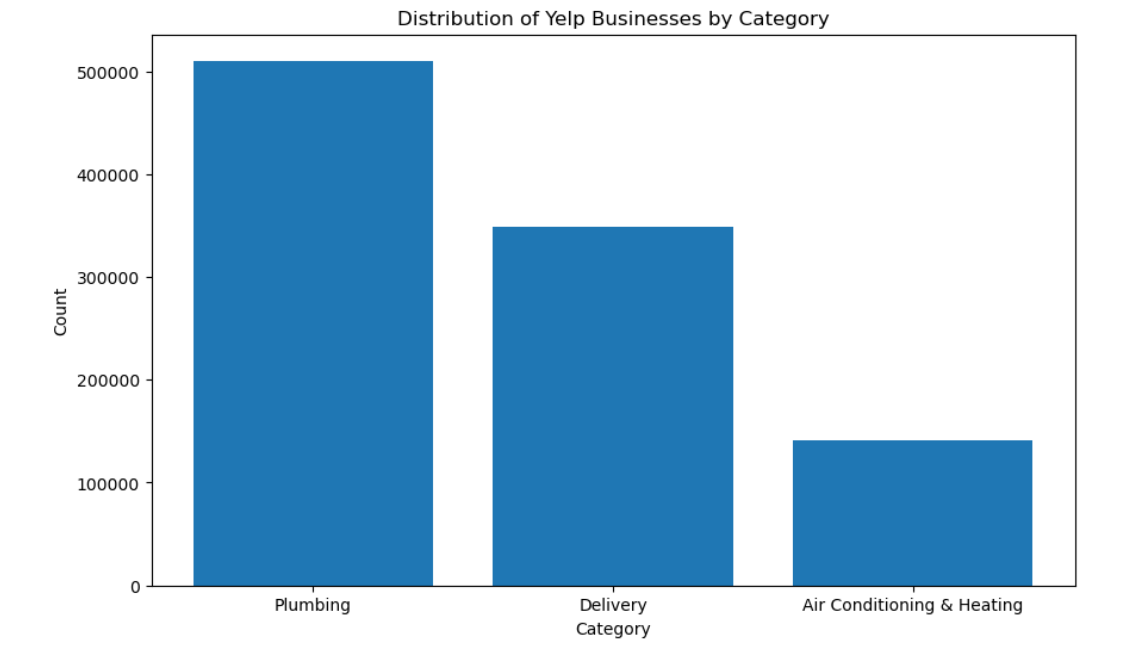 Distribution of Yelp Businesses by Category
500000
400000
300000
200000
100000
0
Count
Plumbing Delivery Air Conditioning & Heating
Category